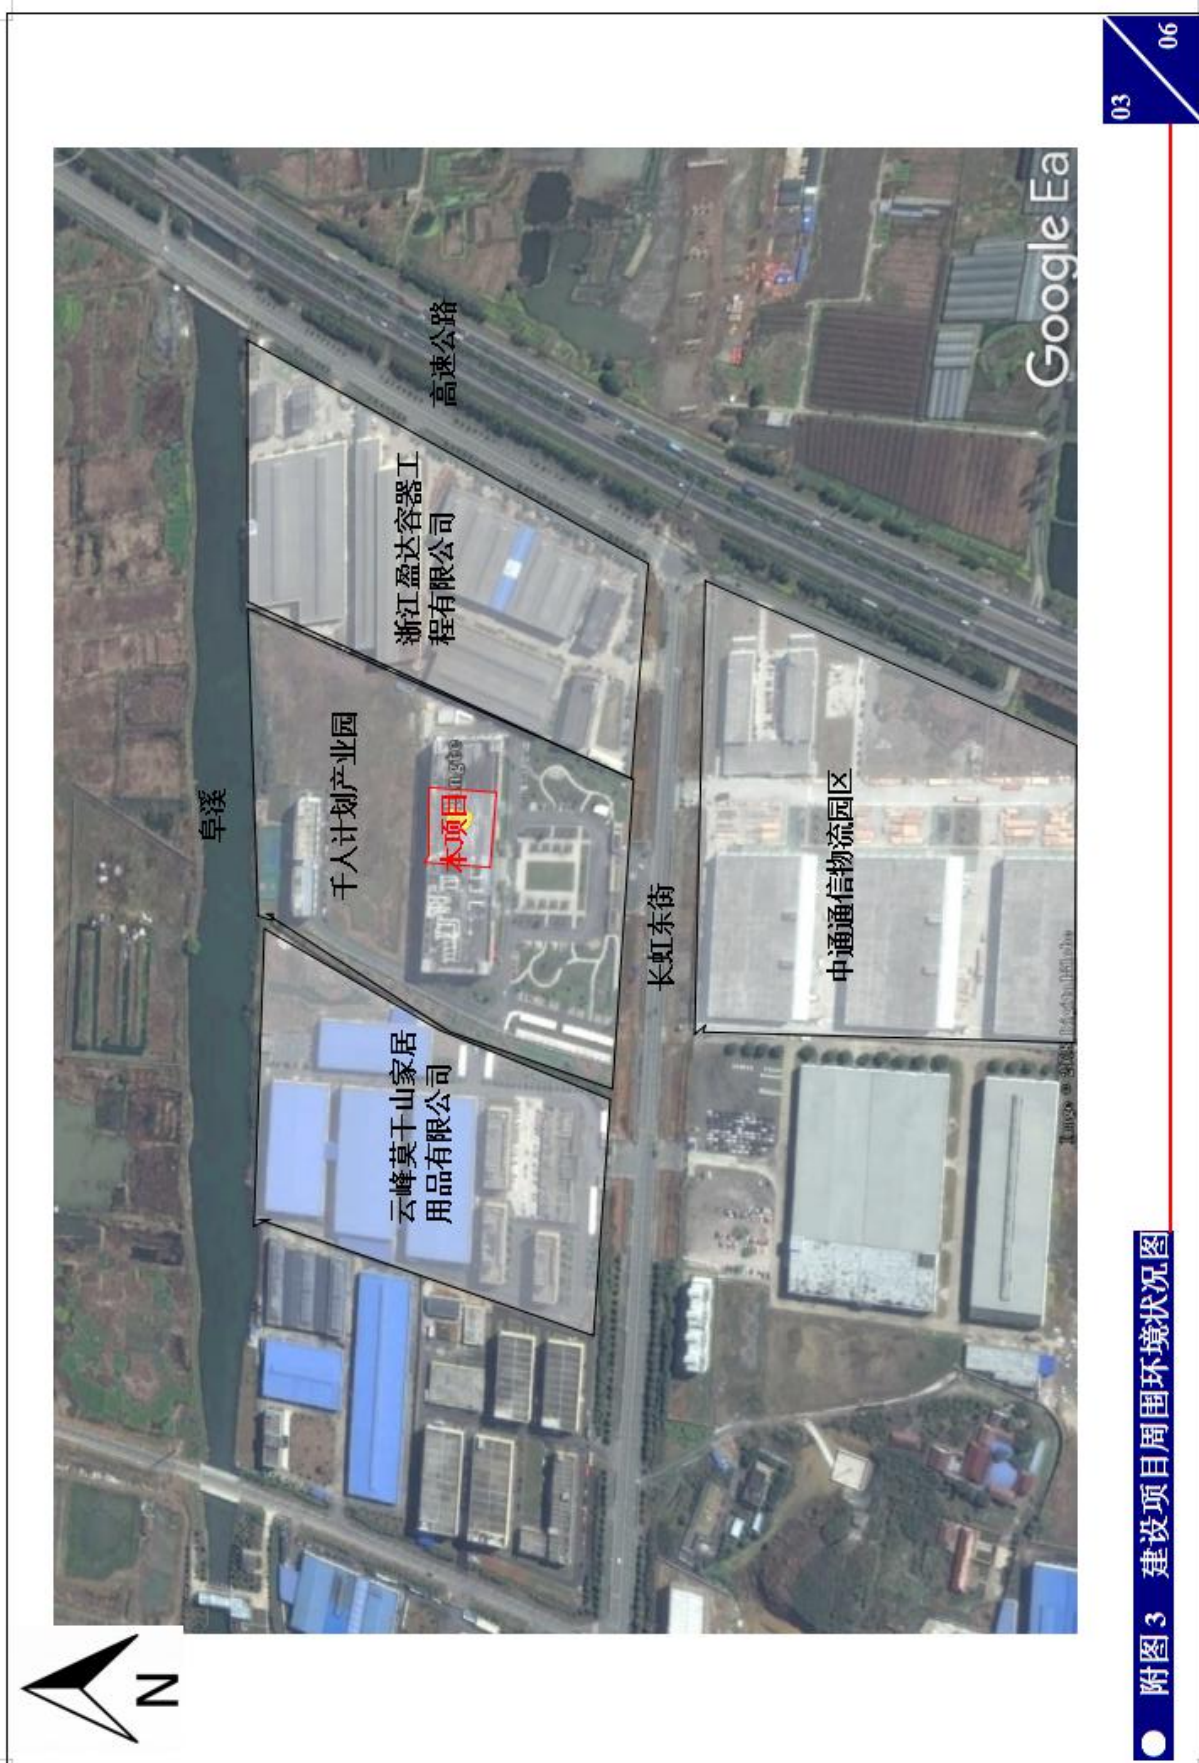 03
06
高速公路
浙江盈达容器工
程有限公司
千人计划产业园
阜溪
本项目
长虹东街
中通通信物流园区
云峰莫干山家居
用品有限公司
Google Ea
N
附图 3 建设项目周围环境状况图